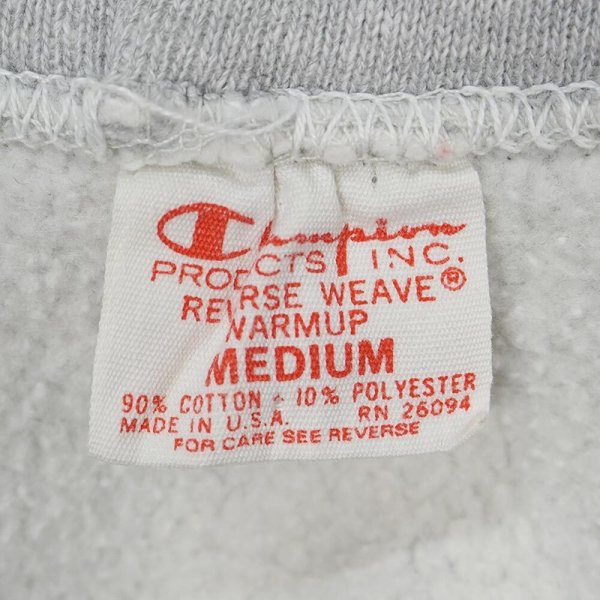 Champion
PRODUCTS INC.
REVERSE WEAVE®
WARMUP
MEDIUM
90% COTTON - 10% POLYESTER
MADE IN U.S.A. RN 26094
FOR CARE SEE REVERSE